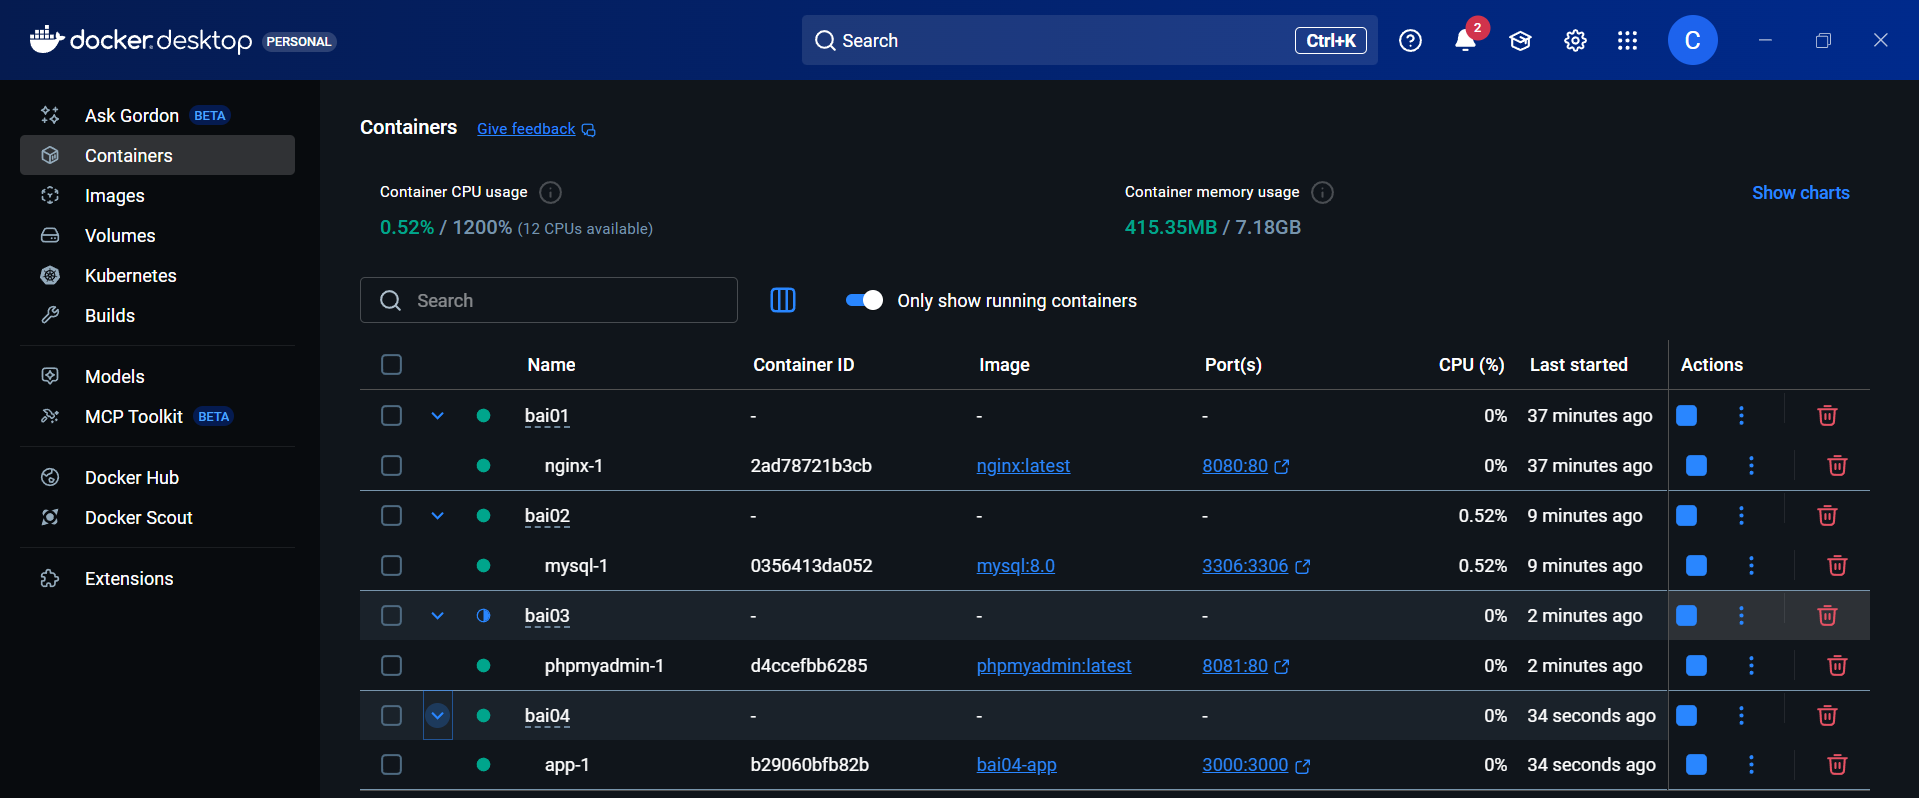 docker.desktop PERSONAL
Search Ctrl+K
2
C
Ask Gordon BETA
Containers
Images
Volumes
Kubernetes
Builds
Models
MCP Toolkit BETA
Docker Hub
Docker Scout
Extensions
Containers Give feedback
Container CPU usage
0.52% / 1200% (12 CPUs available)
Container memory usage
415.35MB / 7.18GB
Show charts
Search
Only show running containers
Name Container ID Image Port(s) CPU (%) Last started Actions
bai01 - - - 0% 37 minutes ago
nginx-1 2ad78721b3cb nginx:latest 8080:80 0% 37 minutes ago
bai02 - - - 0.52% 9 minutes ago
mysql-1 0356413da052 mysql:8.0 3306:3306 0.52% 9 minutes ago
bai03 - - - 0% 2 minutes ago
phpmyadmin-1 d4ccefbb6285 phpmyadmin:latest 8081:80 0% 2 minutes ago
bai04 - - - 0% 34 seconds ago
app-1 b29060bfb82b bai04-app 3000:3000 0% 34 seconds ago